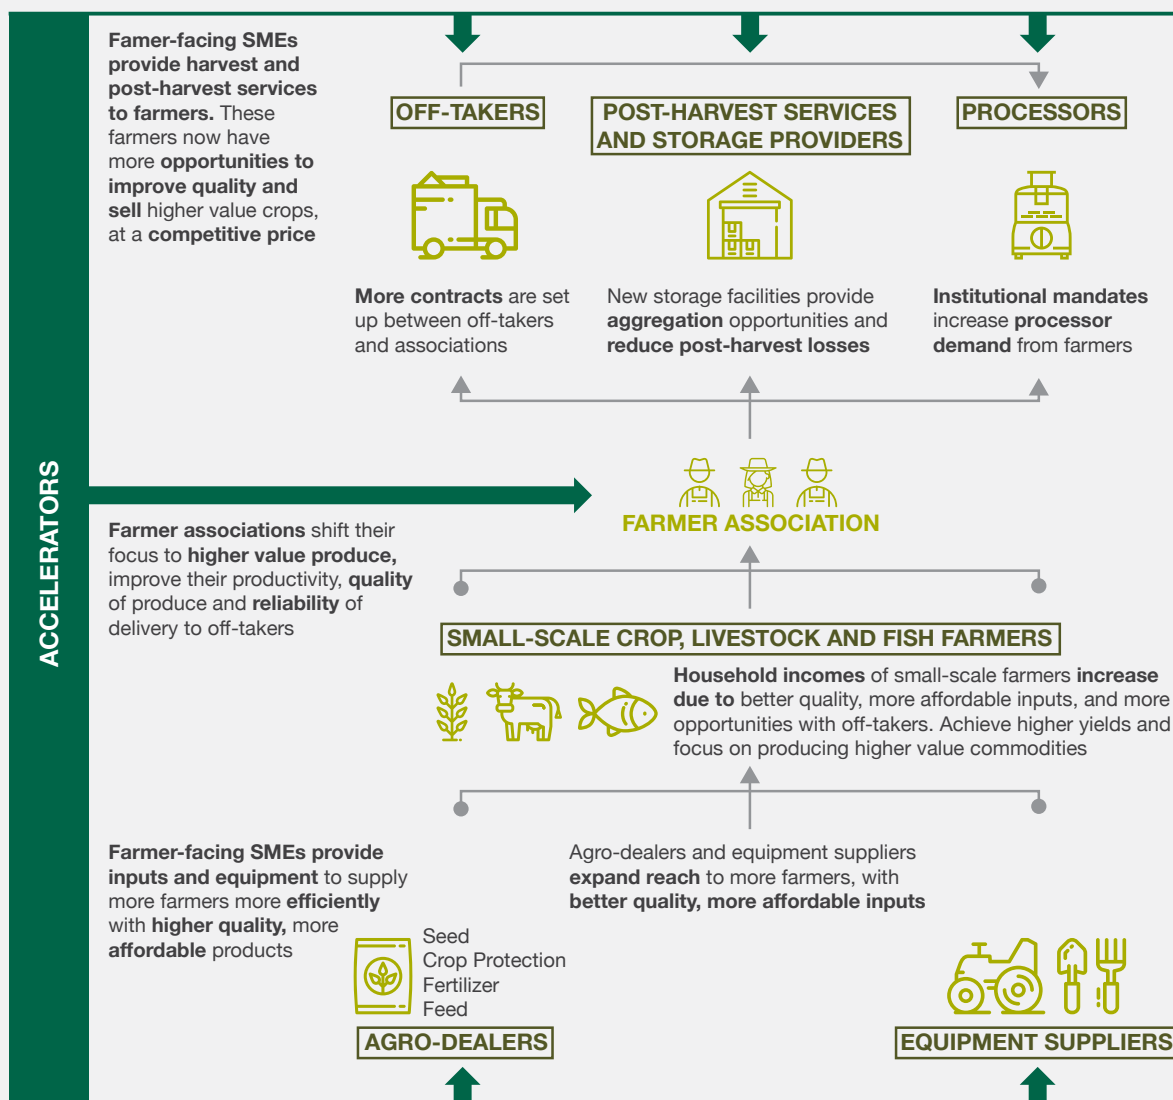 Famer-facing SMEs
provide harvest and
post-harvest services
to farmers. These
farmers now have
more opportunities to
improve quality and
sell higher value crops,
at a competitive price
OFF-TAKERS
More contracts are set
up between off-takers
and associations
POST-HARVEST SERVICES
AND STORAGE PROVIDERS
New storage facilities provide
aggregation opportunities and
reduce post-harvest losses
PROCESSORS
Institutional mandates
increase processor
demand from farmers
ACCELERATORS
FARMER ASSOCIATION
Farmer associations shift their
focus to higher value produce,
improve their productivity, quality
of produce and reliability of
delivery to off-takers
SMALL-SCALE CROP, LIVESTOCK AND FISH FARMERS
Household incomes of small-scale farmers increase
due to better quality, more affordable inputs, and more
opportunities with off-takers. Achieve higher yields and
focus on producing higher value commodities
Farmer-facing SMEs provide
inputs and equipment to supply
more farmers more efficiently
with higher quality, more
affordable products
Agro-dealers and equipment suppliers
expand reach to more farmers, with
better quality, more affordable inputs
Seed
Crop Protection
Fertilizer
Feed
AGRO-DEALERS
EQUIPMENT SUPPLIERS